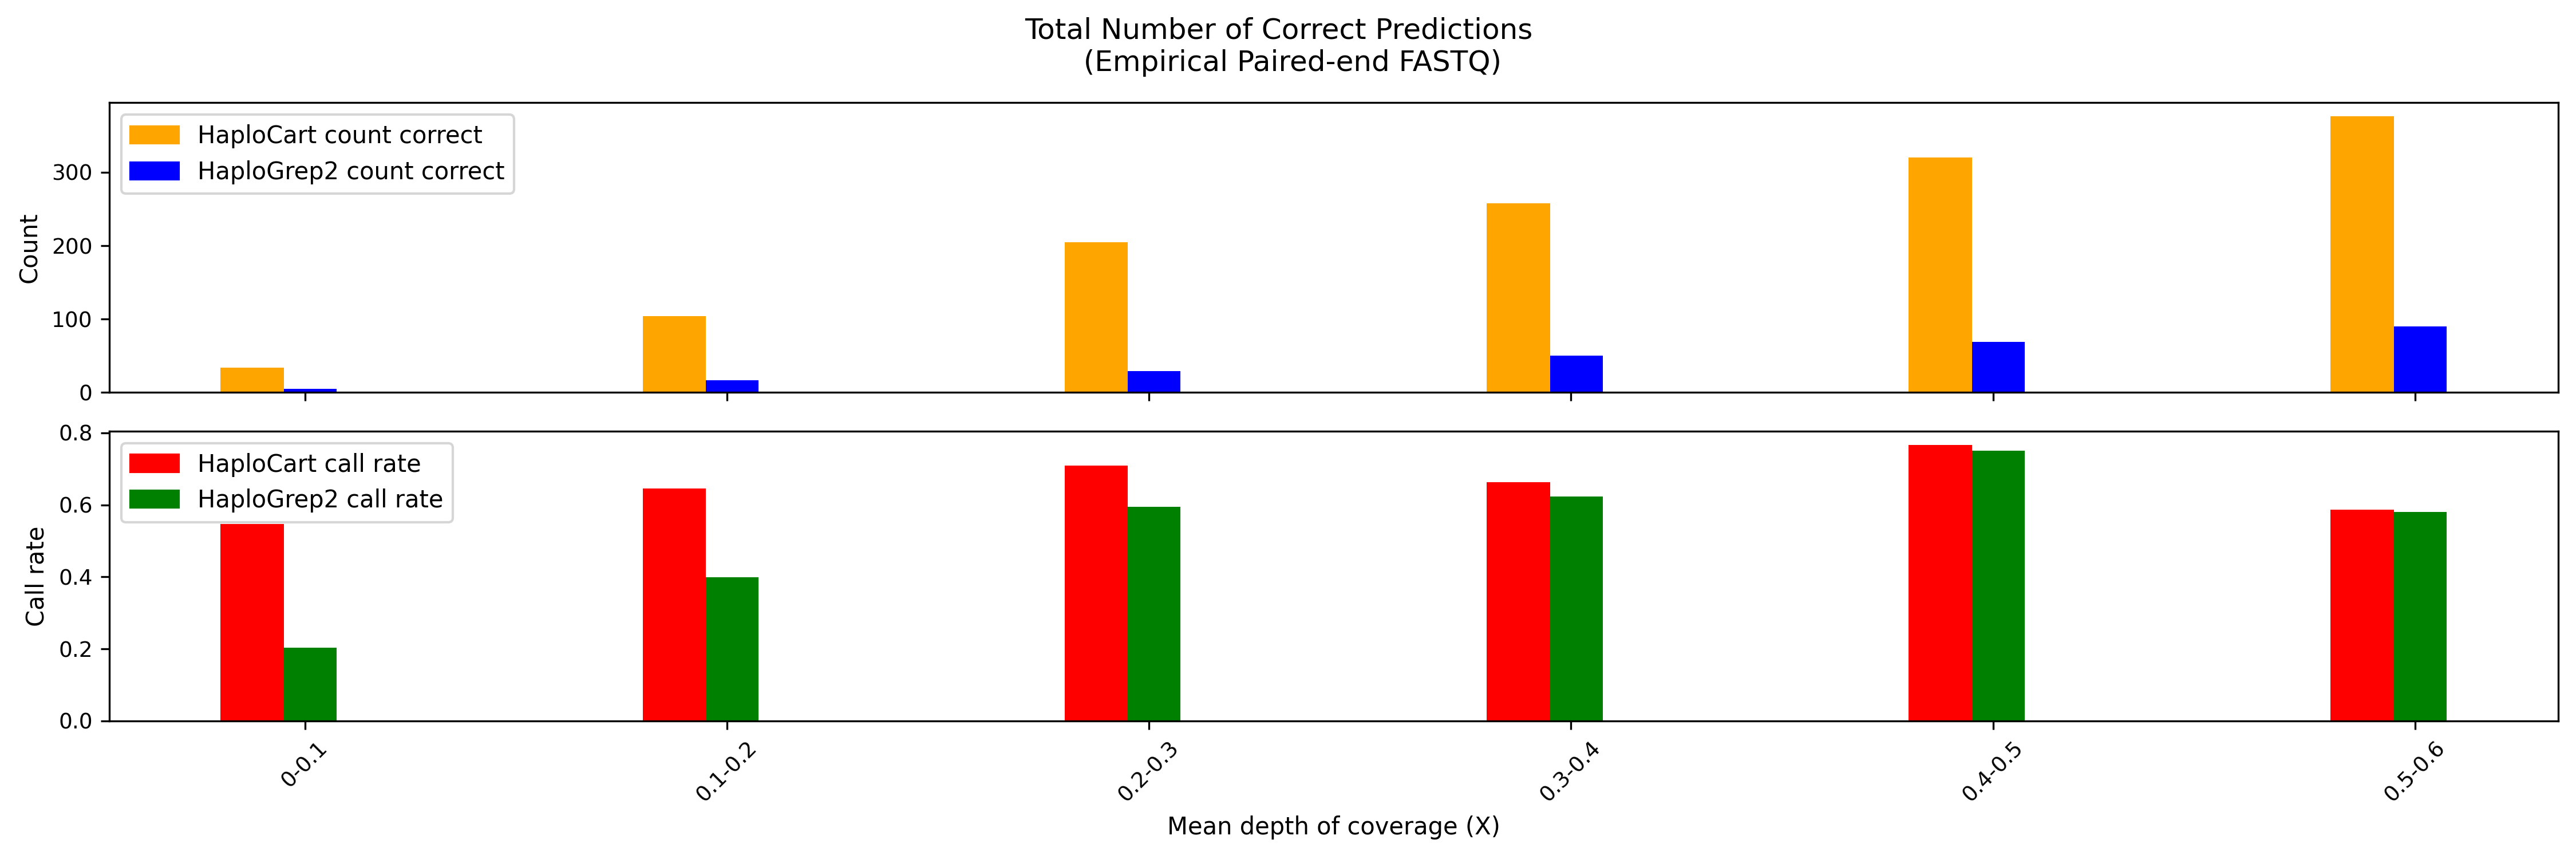 Total Number of Correct Predictions
(Empirical Paired-end FASTQ)
HaploCart count correct
HaploGrep2 count correct
Count
300
200
100
0
HaploCart call rate
HaploGrep2 call rate
Call rate
0.8
0.6
0.4
0.2
0.0
0-0.1
0.1-0.2
0.2-0.3
0.3-0.4
0.4-0.5
0.5-0.6
Mean depth of coverage (X)